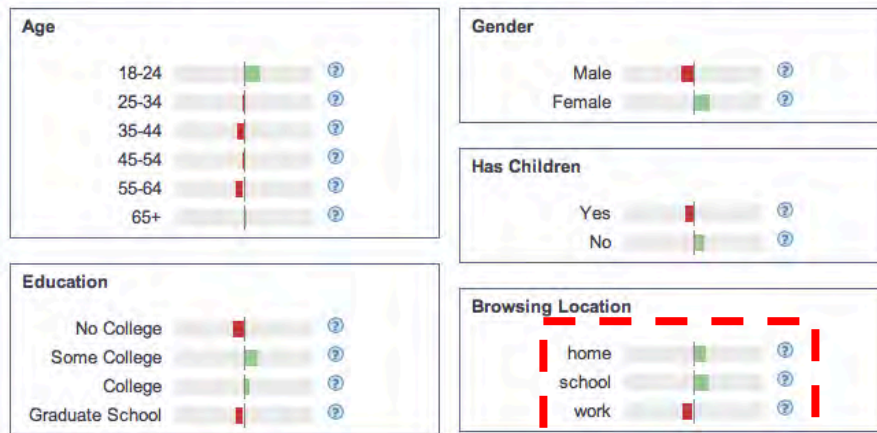 Age
18-24 ?
25-34 ?
35-44 ?
45-54 ?
55-64 ?
65+ ?
Education
No College ?
Some College ?
College ?
Graduate School ?
Gender
Male ?
Female ?
Has Children
Yes ?
No ?
Browsing Location
home ?
school ?
work ?